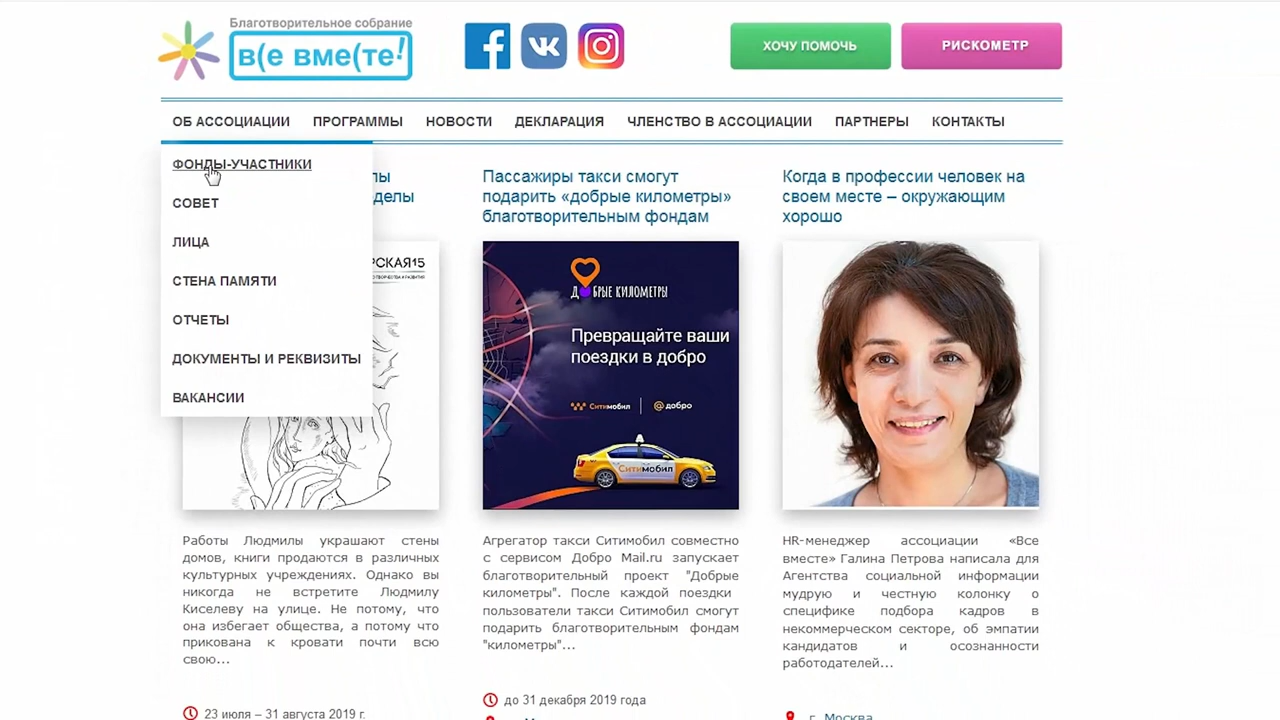 Благотворительное собрание
в(е вме(те!
ХОЧУ ПОМОЧЬ
РИСКОМЕТР
ОБ АССОЦИАЦИИ ПРОГРАММЫ НОВОСТИ ДЕКЛАРАЦИЯ ЧЛЕНСТВО В АССОЦИАЦИИ ПАРТНЕРЫ КОНТАКТЫ
ФОНДЫ-УЧАСТНИКИ
СОВЕТ
ЛИЦА
СТЕНА ПАМЯТИ
ОТЧЕТЫ
ДОКУМЕНТЫ И РЕКВИЗИТЫ
ВАКАНСИИ
Работы Людмилы украшают стены
домов, книги продаются в различных
культурных учреждениях. Однако вы
никогда не встретите Людмилу
Киселеву на улице. Не потому, что
она избегает общества, а потому что
прикована к кровати почти всю
свою...
23 июля – 31 августа 2019 г.
Пассажиры такси смогут
подарить «добрые километры»
благотворительным фондам
ДОБРЫЕ КИЛОМЕТРЫ
Превращайте ваши
поездки в добро
Ситимобил @добро
Ситимобил
Агрегатор такси Ситимобил совместно
с сервисом Добро Mail.ru запускает
благотворительный проект "Добрые
километры". После каждой поездки
пользователи такси Ситимобил смогут
подарить благотворительным фондам
"километры"...
до 31 декабря 2019 года
Когда в профессии человек на
своем месте – окружающим
хорошо
HR-менеджер ассоциации «Все
вместе» Галина Петрова написала для
Агентства социальной информации
мудрую и честную колонку о
специфике подбора кадров в
некоммерческом секторе, об эмпатии
кандидатов и осознанности
работодателей...
г. Москва